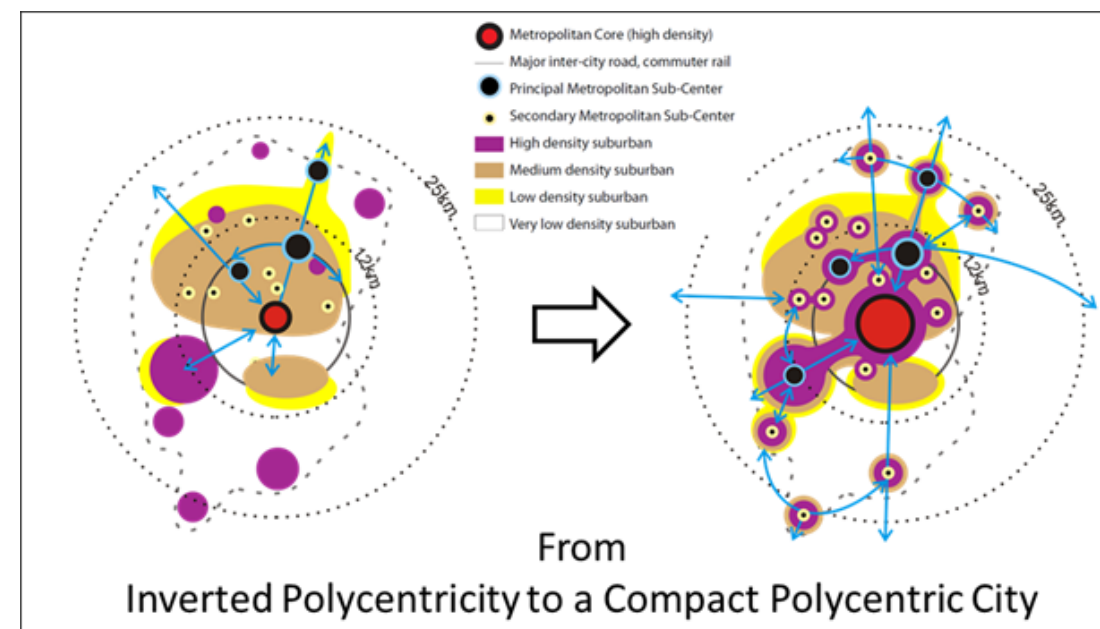 Metropolitan Core (high density)
Major inter-city road, commuter rail
Principal Metropolitan Sub-Center
Secondary Metropolitan Sub-Center
High density suburban
Medium density suburban
Low density suburban
Very low density suburban
25km.
12km
25km.
12km
From
Inverted Polycentricity to a Compact Polycentric City